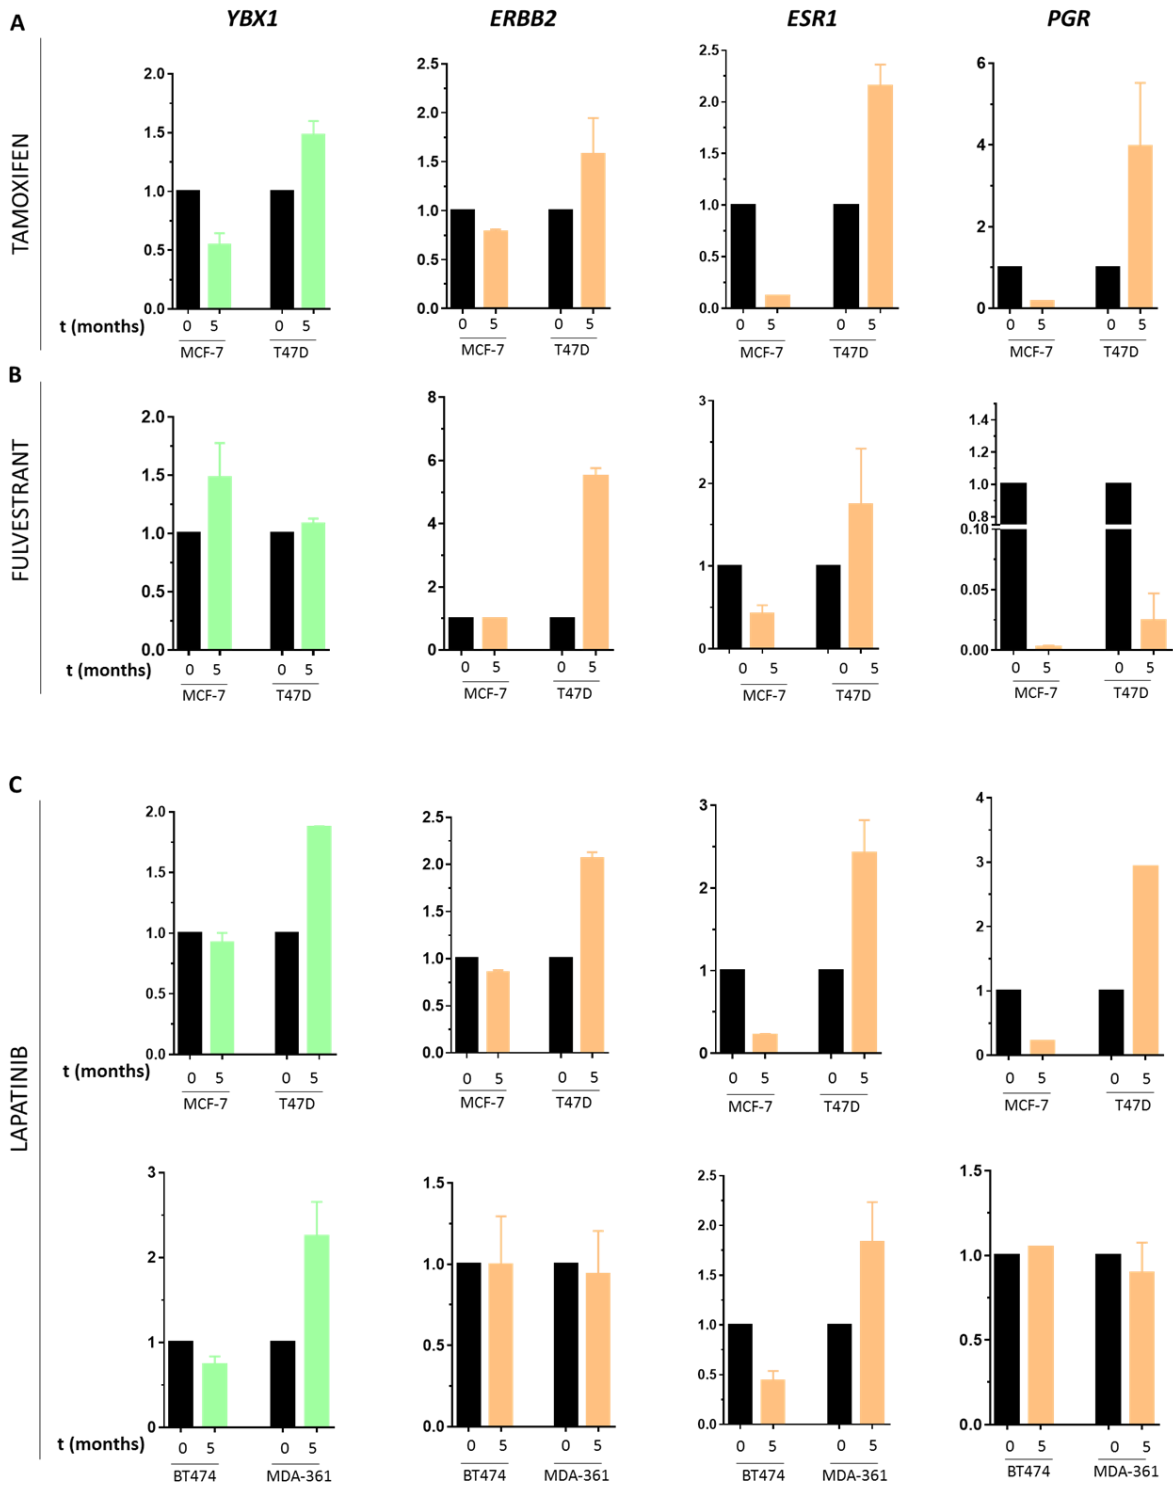 A
YBX1 ERBB2 ESR1 PGR
TAMOXIFEN
2.0 1.5 1.0 0.5 0.0
2.5 2.0 1.5 1.0 0.5 0.0
2.5 2.0 1.5 1.0 0.5 0.0
6 4 2 0
t (months) 0 5 0 5 0 5 0 5 0 5 0 5 0 5 0 5
MCF-7 T47D MCF-7 T47D MCF-7 T47D MCF-7 T47D
B
FULVESTRANT
2.0 1.5 1.0 0.5 0.0
8 6 4 2 0
3 2 1 0
1.4 1.2 1.0 0.8 0.10 0.05 0.00
t (months) 0 5 0 5 0 5 0 5 0 5 0 5 0 5 0 5
MCF-7 T47D MCF-7 T47D MCF-7 T47D MCF-7 T47D
C
LAPATINIB
2.0 1.5 1.0 0.5 0.0
2.5 2.0 1.5 1.0 0.5 0.0
3 2 1 0
4 3 2 1 0
t (months) 0 5 0 5 0 5 0 5 0 5 0 5 0 5 0 5
MCF-7 T47D MCF-7 T47D MCF-7 T47D MCF-7 T47D
3 2 1 0
1.5 1.0 0.5 0.0
2.5 2.0 1.5 1.0 0.5 0.0
1.5 1.0 0.5 0.0
t (months) 0 5 0 5 0 5 0 5 0 5 0 5 0 5 0 5
BT474 MDA-361 BT474 MDA-361 BT474 MDA-361 BT474 MDA-361